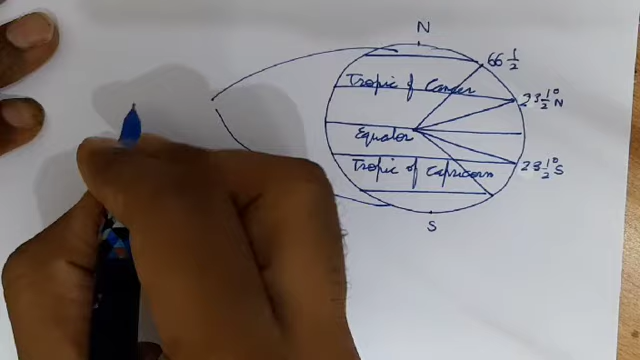 N
66 1/2
Tropic of Cancer
23 1/2° N
Equator
Tropic of Capricorn
23 1/2° S
S